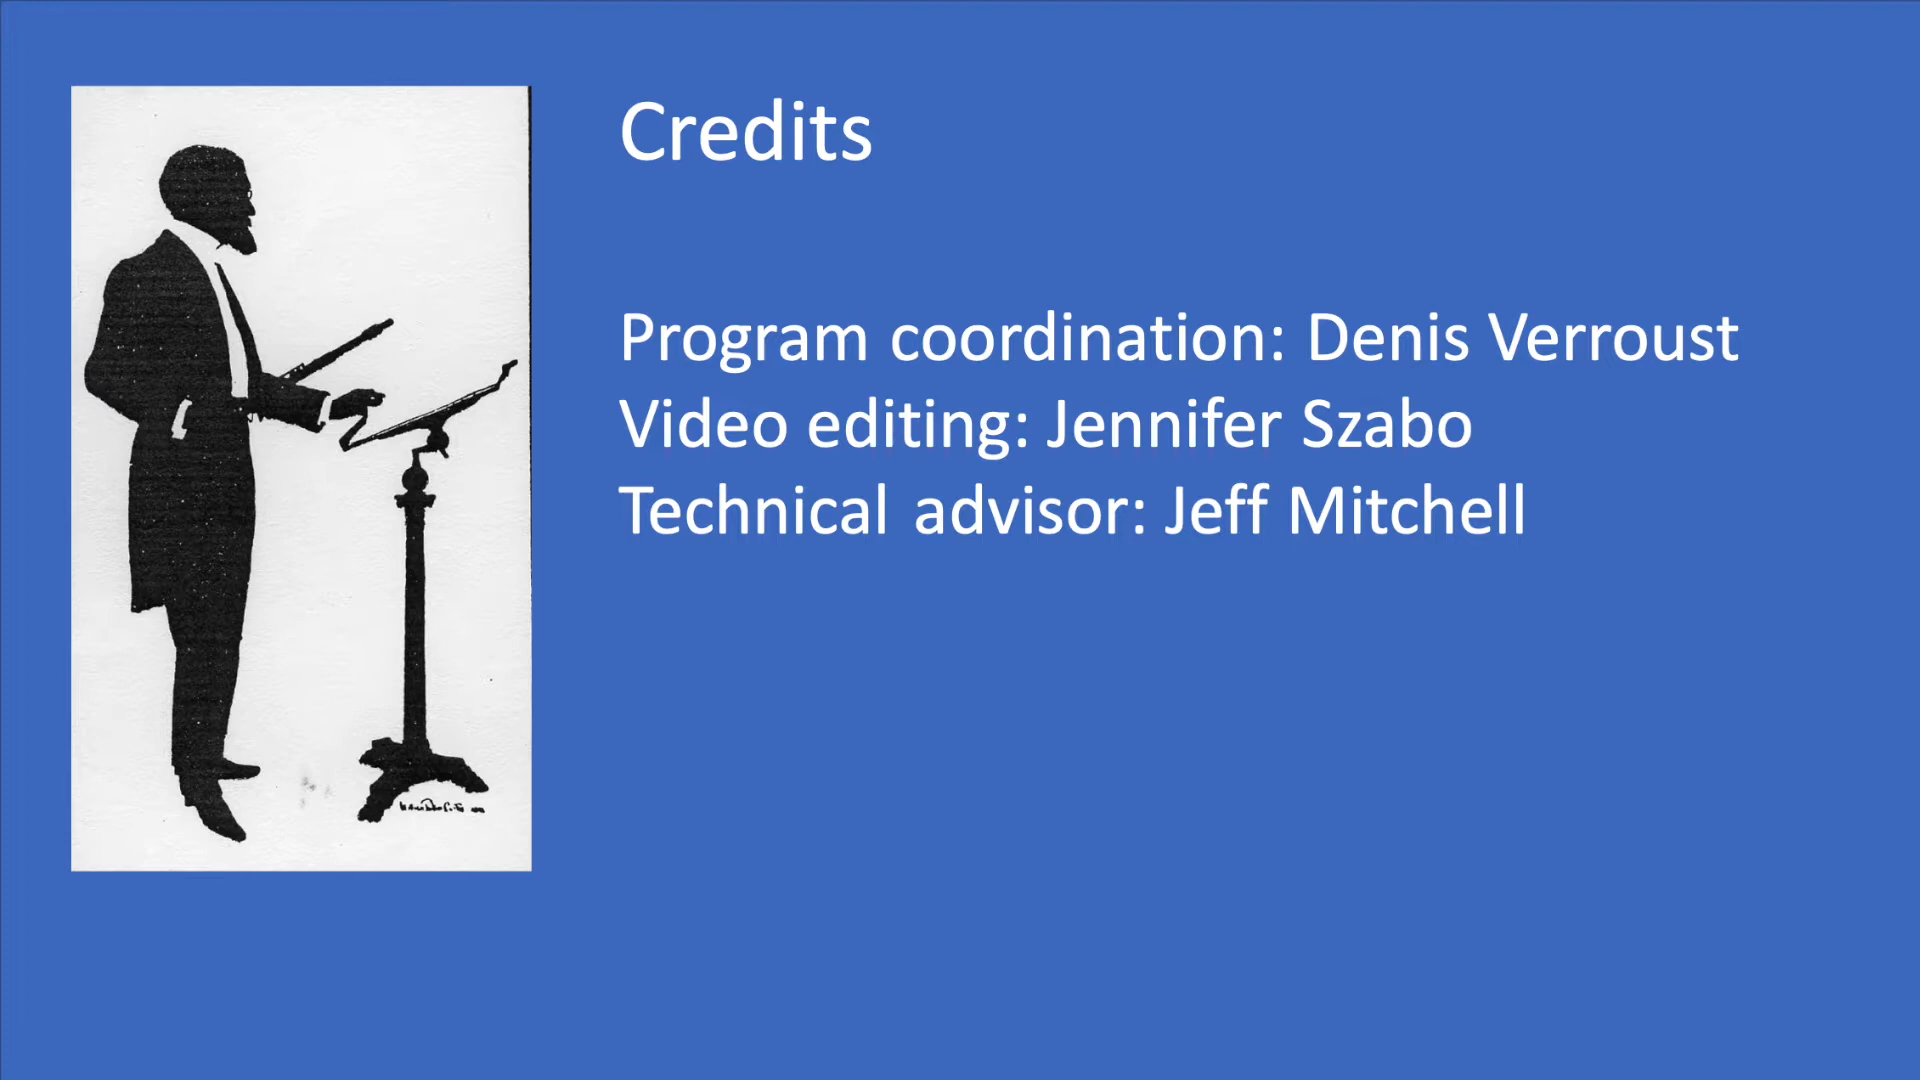 Credits
Program coordination: Denis Verroust
Video editing: Jennifer Szabo
Technical advisor: Jeff Mitchell